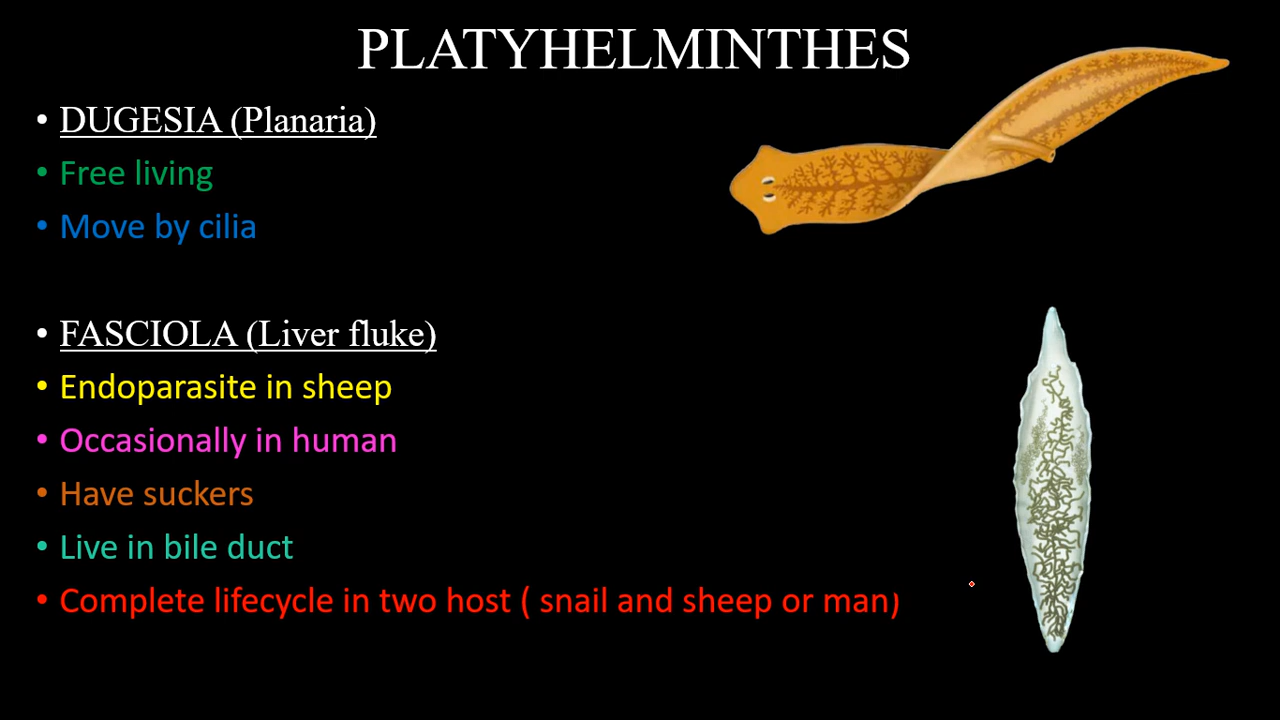 PLATYHELMINTHES
• DUGESIA (Planaria)
• Free living
• Move by cilia
• FASCIOLA (Liver fluke)
• Endoparasite in sheep
• Occasionally in human
• Have suckers
• Live in bile duct
• Complete lifecycle in two host ( snail and sheep or man)